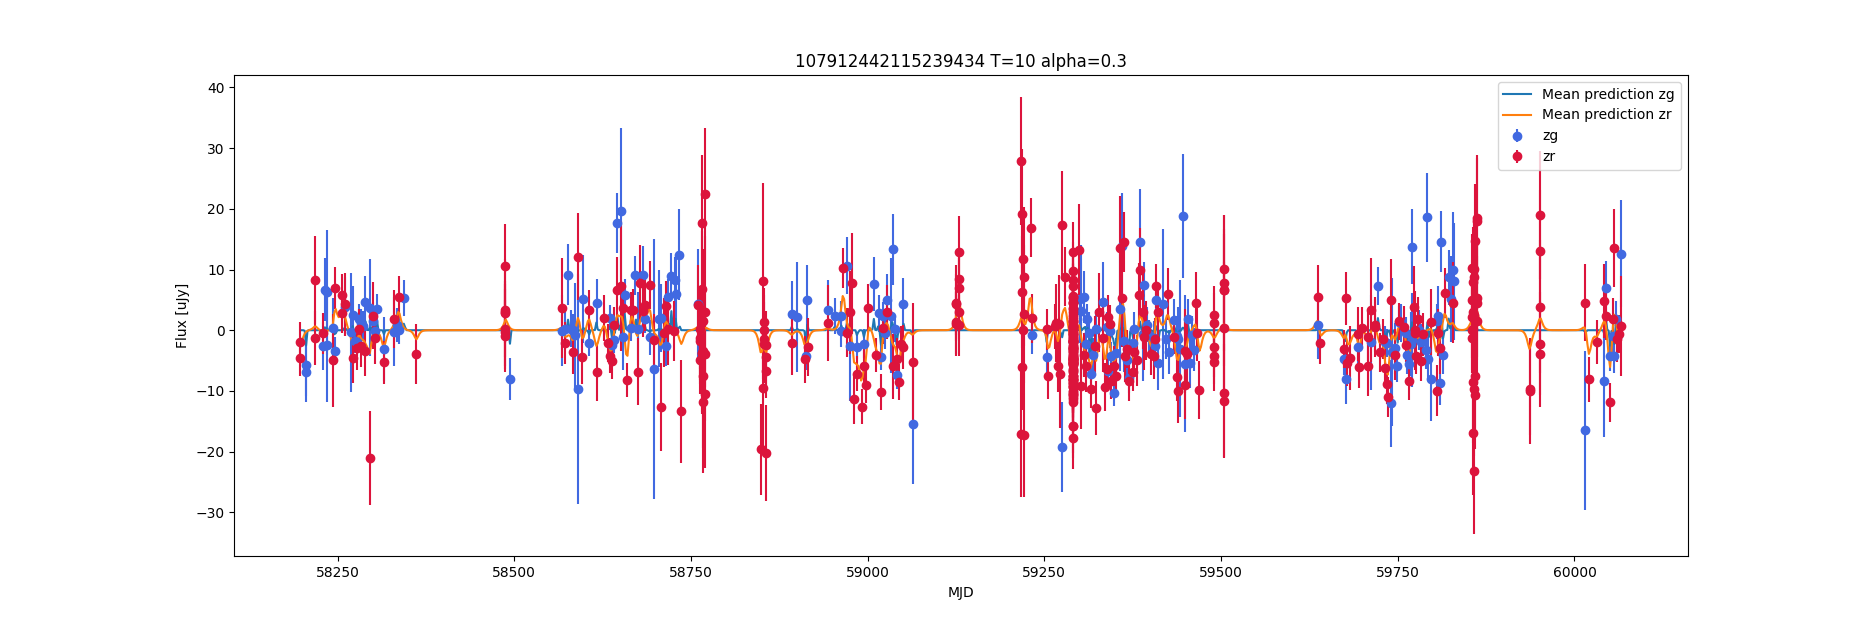 107912442115239434 T=10 alpha=0.3
Mean prediction zg
Mean prediction zr
zg
zr
Flux [uJy]
40
30
20
10
0
−10
−20
−30
58250 58500 58750 59000 59250 59500 59750 60000
MJD